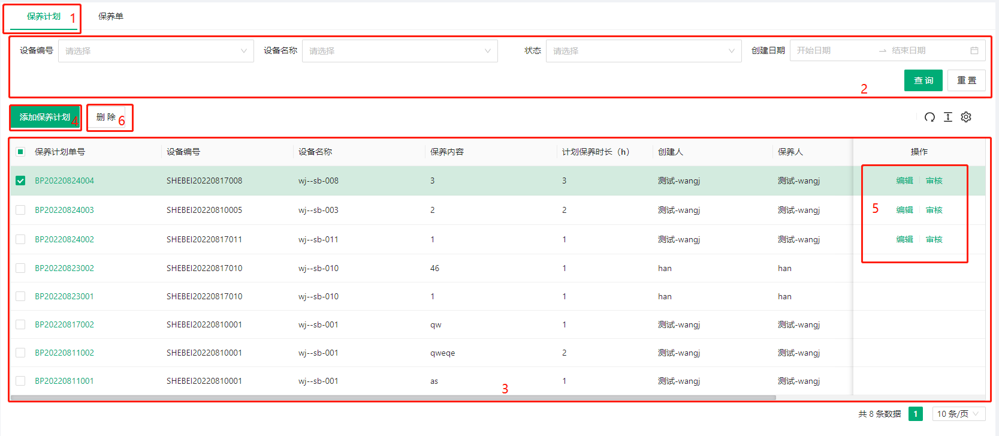 保养计划 1 保养单
设备编号 请选择 设备名称 请选择 状态 请选择 创建日期 开始日期 结束日期
2 查 询 重 置
添加保养计划 4 删 除 6
保养计划单号 设备编号 设备名称 保养内容 计划保养时长（h） 创建人 保养人 操作
BP20220824004 SHEBEI20220817008 wj--sb-008 3 3 测试-wangj 测试-wangj 编辑 审核
BP20220824003 SHEBEI20220810005 wj--sb-003 2 2 测试-wangj 测试-wangj 5 编辑 审核
BP20220824002 SHEBEI20220817011 wj--sb-011 1 1 测试-wangj 测试-wangj 编辑 审核
BP20220823002 SHEBEI20220817010 wj--sb-010 46 1 han han
BP20220823001 SHEBEI20220817010 wj--sb-010 1 1 han han
BP20220817002 SHEBEI20220810001 wj--sb-001 qw 1 测试-wangj 测试-wangj
BP20220811002 SHEBEI20220810001 wj--sb-001 qweqe 2 测试-wangj 测试-wangj
BP20220811001 SHEBEI20220810001 wj--sb-001 as 1 测试-wangj 测试-wangj
3
共 8 条数据 1 10 条/页